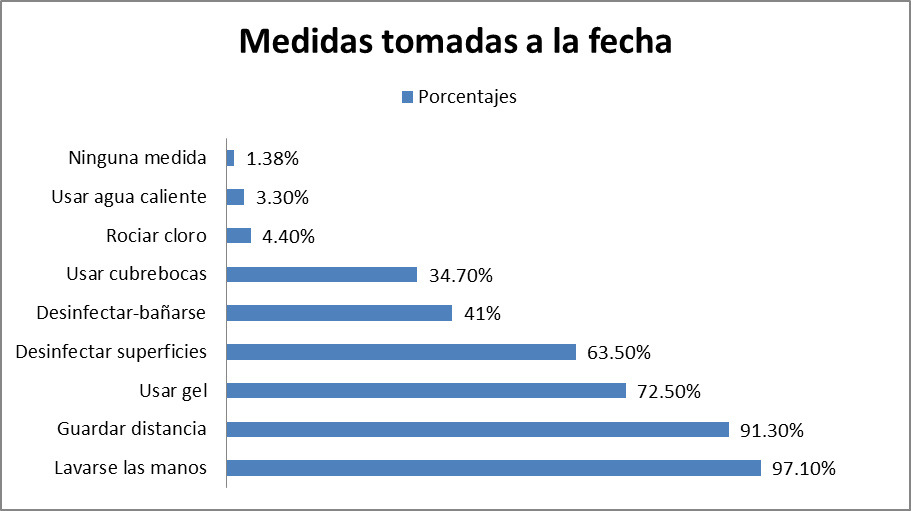 Medidas tomadas a la fecha
Porcentajes
Ninguna medida 1.38%
Usar agua caliente 3.30%
Rociar cloro 4.40%
Usar cubrebocas 34.70%
Desinfectar-bañarse 41%
Desinfectar superficies 63.50%
Usar gel 72.50%
Guardar distancia 91.30%
Lavarse las manos 97.10%